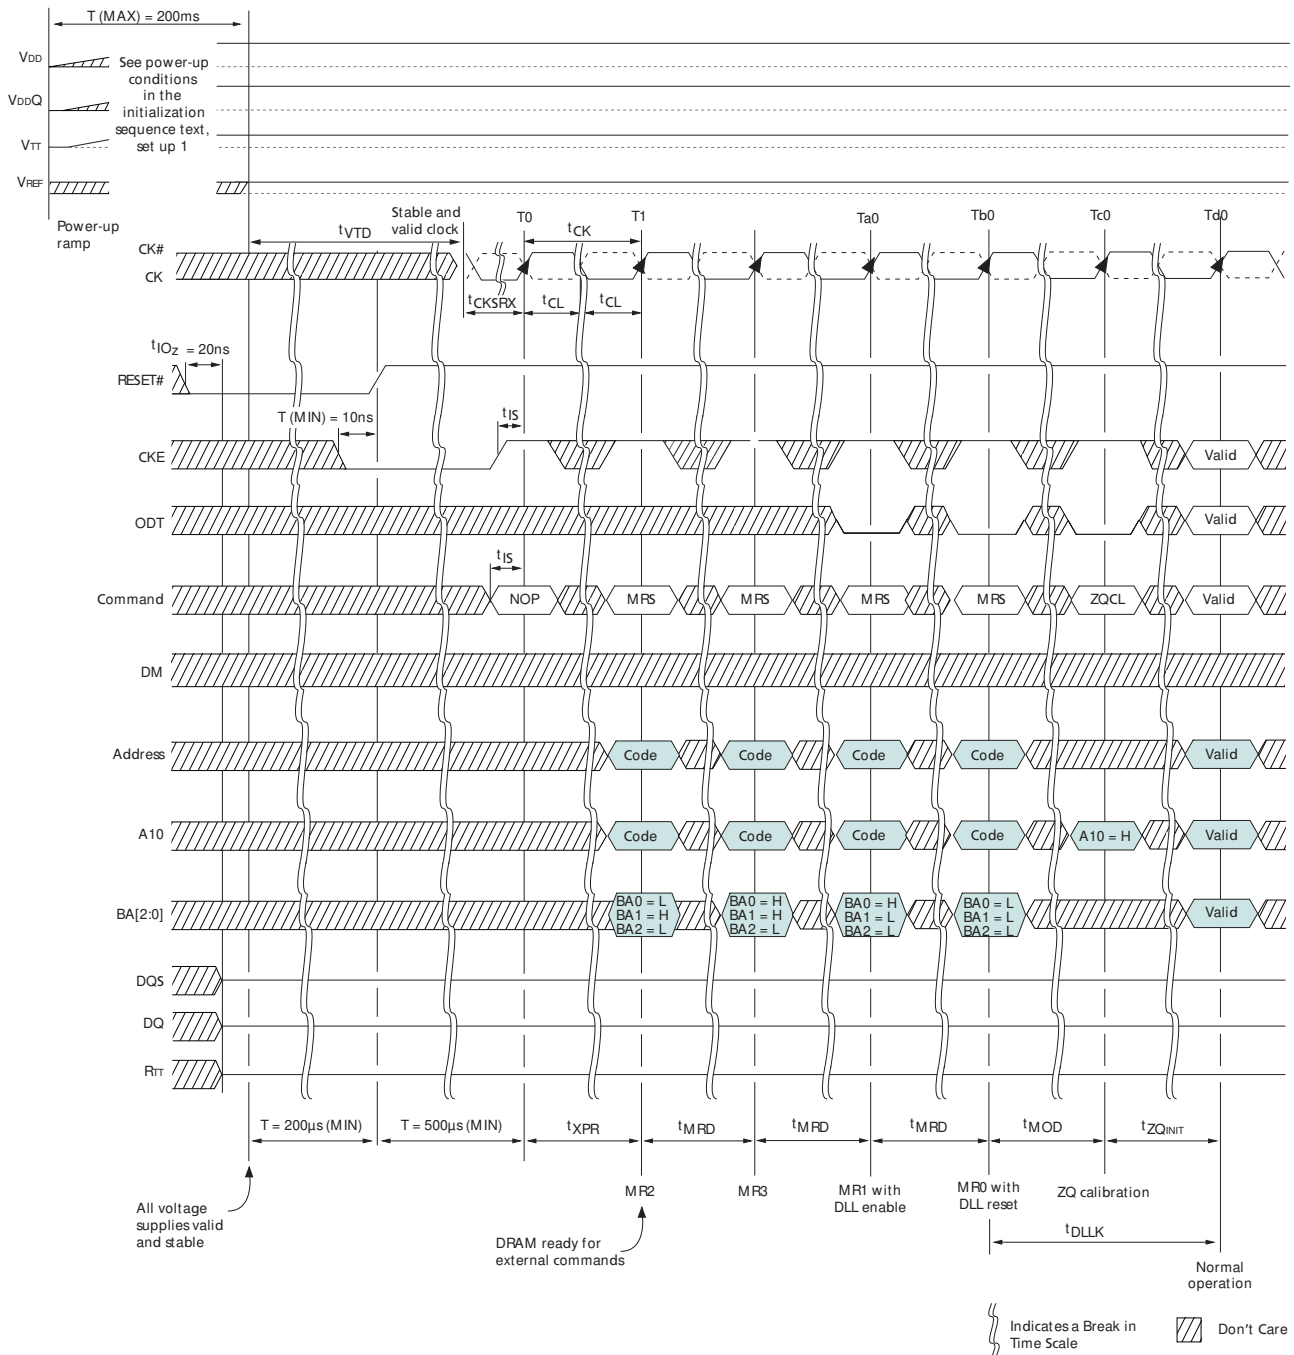 T (MAX) = 200ms
VDD
See power-up
conditions
in the
initialization
sequence text,
set up 1
VDDQ
VTT
VREF
Power-up
ramp
tVTD
Stable and
valid clock
T0
T1
Ta0
Tb0
Tc0
Td0
tCK
CK#
CK
tCKSRX
tCL
tCL
tIOz = 20ns
RESET#
T (MIN) = 10ns
tIS
CKE
Valid
ODT
Valid
tIS
Command
NOP
MRS
MRS
MRS
MRS
ZQCL
Valid
DM
Address
Code
Code
Code
Code
Valid
A10
Code
Code
Code
Code
A10 = H
Valid
BA[2:0]
BA0 = L
BA1 = H
BA2 = L
BA0 = H
BA1 = H
BA2 = L
BA0 = H
BA1 = L
BA2 = L
BA0 = L
BA1 = L
BA2 = L
Valid
DQS
DQ
RTT
T = 200µs (MIN)
T = 500µs (MIN)
tXPR
tMRD
tMRD
tMRD
tMOD
tZQINIT
All voltage
supplies valid
and stable
MR2
MR3
MR1 with
DLL enable
MR0 with
DLL reset
ZQ calibration
DRAM ready for
external commands
tDLLK
Normal
operation
Indicates a Break in
Time Scale
Don't Care